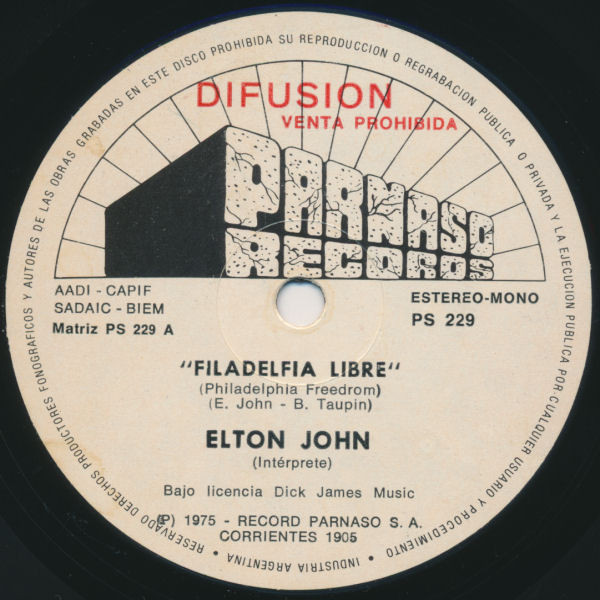 RESERVADO DERECHOS PRODUCTORES FONOGRAFICOS Y AUTORES DE LAS OBRAS GRABADAS EN ESTE DISCO PROHIBIDA SU REPRODUCCION O REGRABACION PUBLICA O PRIVADA Y LA EJECUCION PUBLICA POR CUALQUIER USUARIO Y PROCEDIMIENTO • INDUSTRIA ARGENTINA •
DIFUSION
VENTA PROHIBIDA
PARNASO
RECORDS
AADI - CAPIF
SADAIC - BIEM
Matriz PS 229 A
ESTEREO-MONO
PS 229
"FILADELFIA LIBRE"
(Philadelphia Freedrom)
(E. John - B. Taupin)
ELTON JOHN
(Intérprete)
Bajo licencia Dick James Music
(P) 1975 - RECORD PARNASO S. A.
CORRIENTES 1905